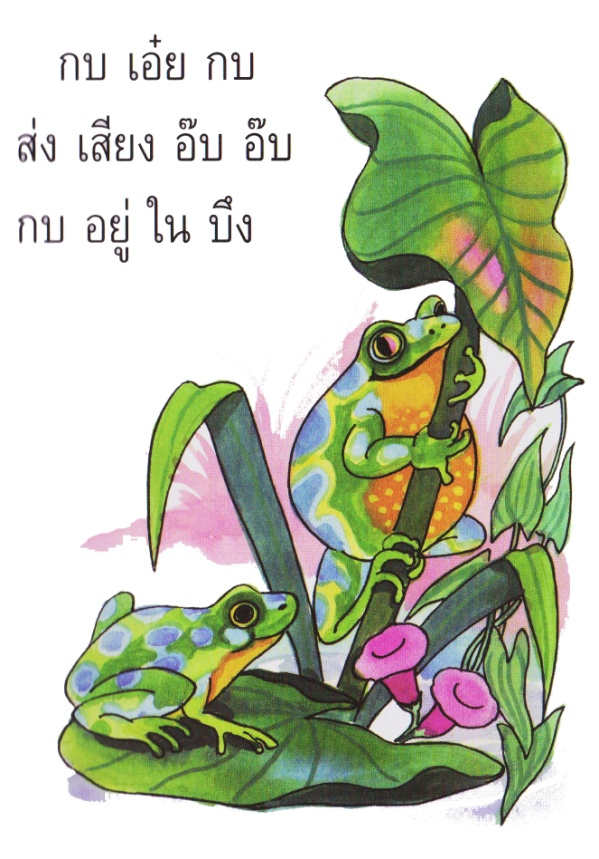 กบ เอ๋ย กบ
ส่ง เสียง อ๊บ อ๊บ
กบ อยู่ ใน บึง